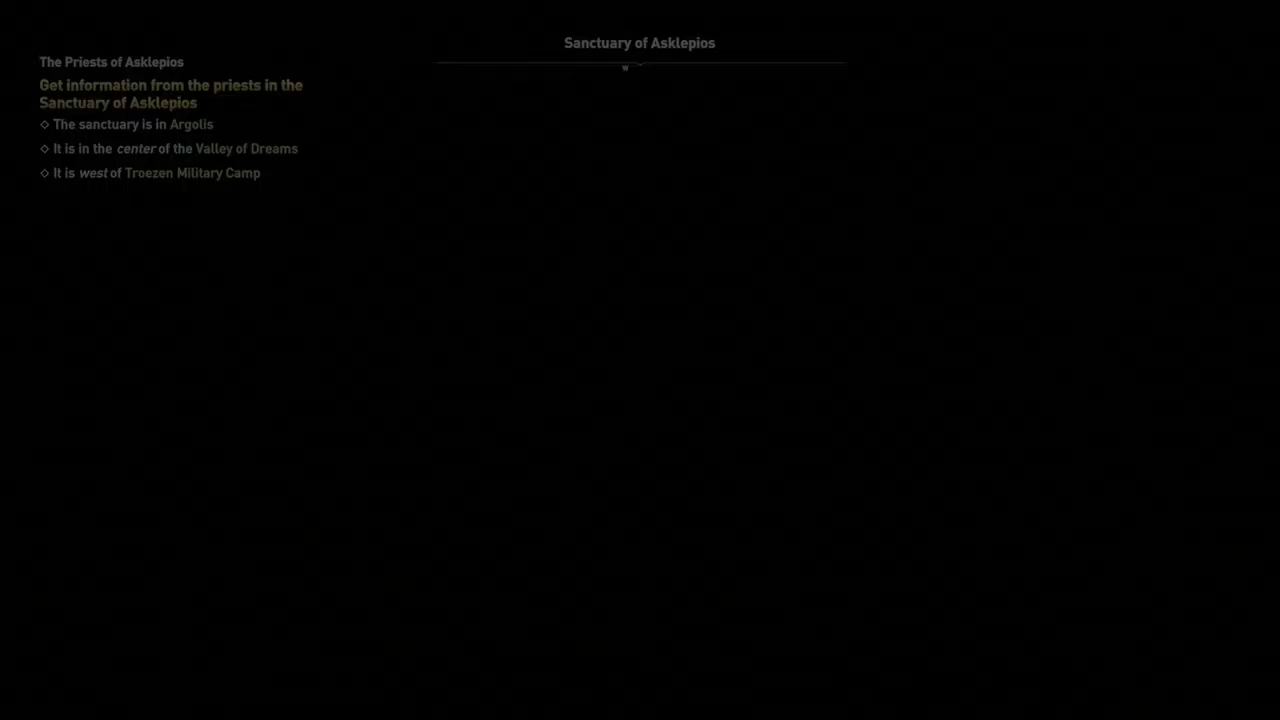 Sanctuary of Asklepios
W
The Priests of Asklepios
Get information from the priests in the
Sanctuary of Asklepios
◇ The sanctuary is in Argolis
◇ It is in the center of the Valley of Dreams
◇ It is west of Troezen Military Camp